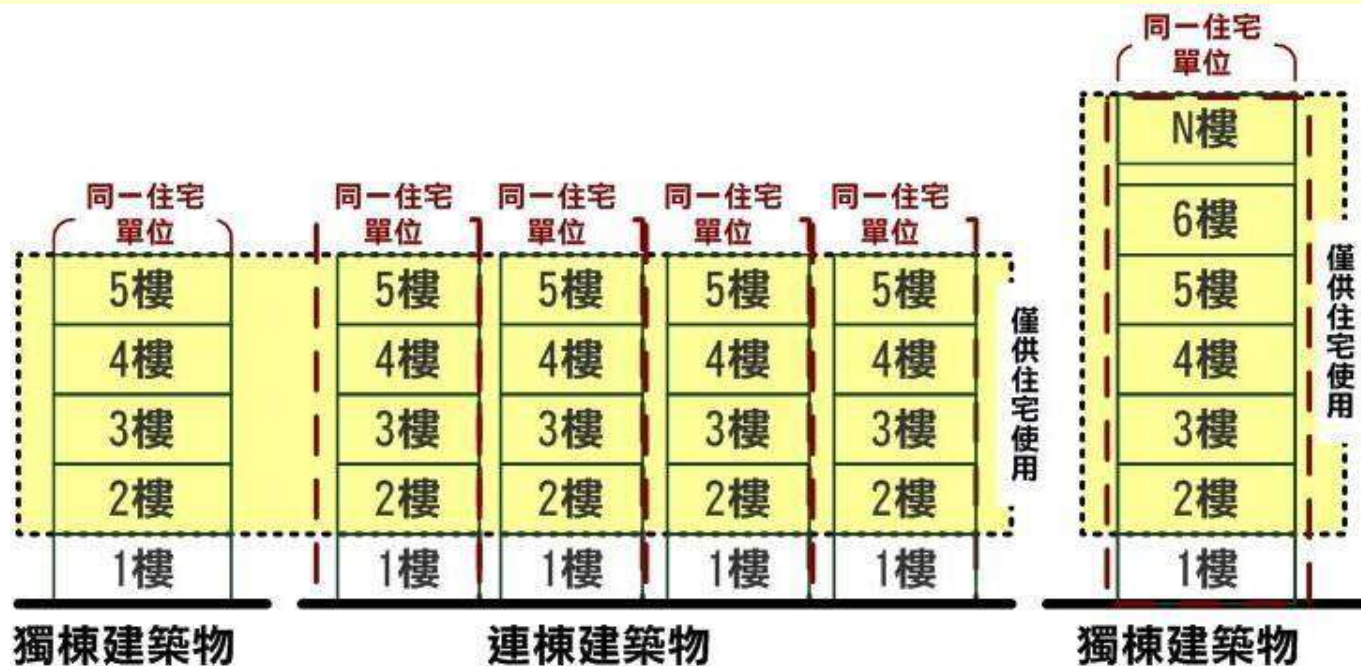 同一住宅
單位
N樓
6樓
5樓
4樓
3樓
2樓
1樓
僅供住宅使用
獨棟建築物
同一住宅 同一住宅 同一住宅 同一住宅 同一住宅
單位 單位 單位 單位 單位
5樓 5樓 5樓 5樓 5樓
4樓 4樓 4樓 4樓 4樓
3樓 3樓 3樓 3樓 3樓
2樓 2樓 2樓 2樓 2樓
1樓 1樓 1樓 1樓 1樓
僅供住宅使用
獨棟建築物 連棟建築物